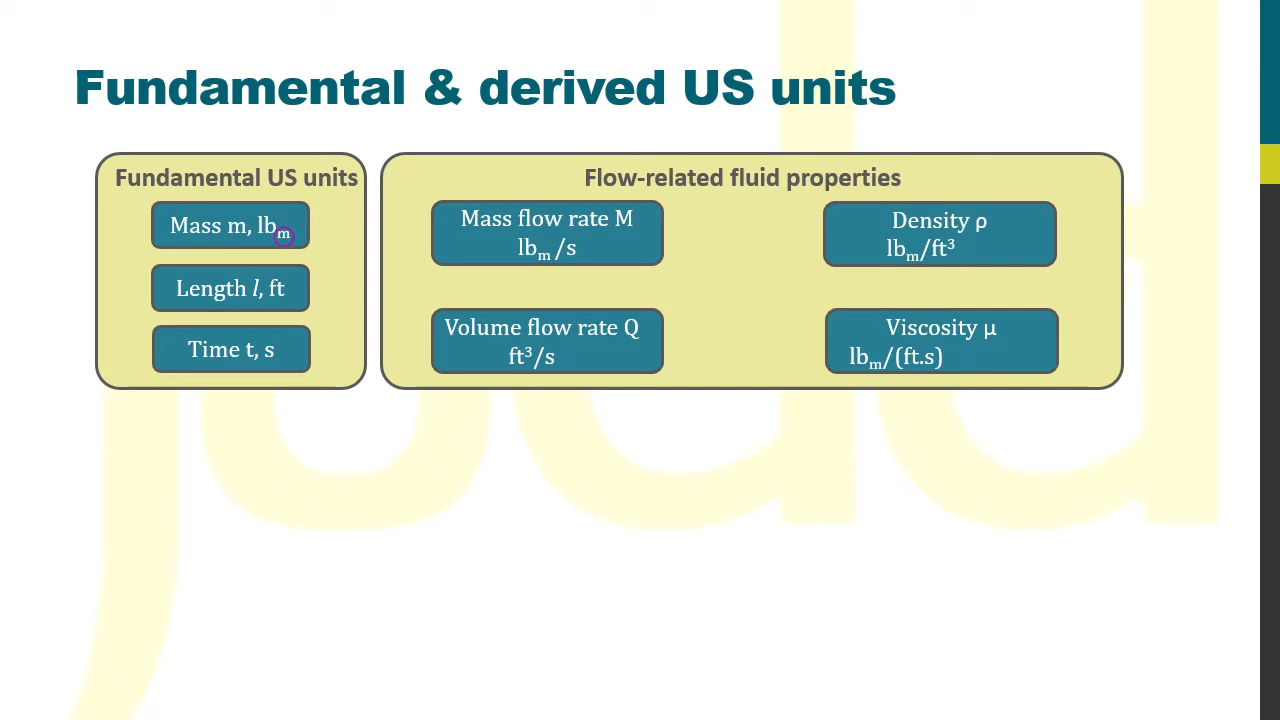 Fundamental & derived US units
Fundamental US units
Mass m, lbₘ
Length l, ft
Time t, s
Flow-related fluid properties
Mass flow rate M
lbₘ /s
Density ρ
lbₘ/ft³
Volume flow rate Q
ft³/s
Viscosity μ
lbₘ/(ft.s)